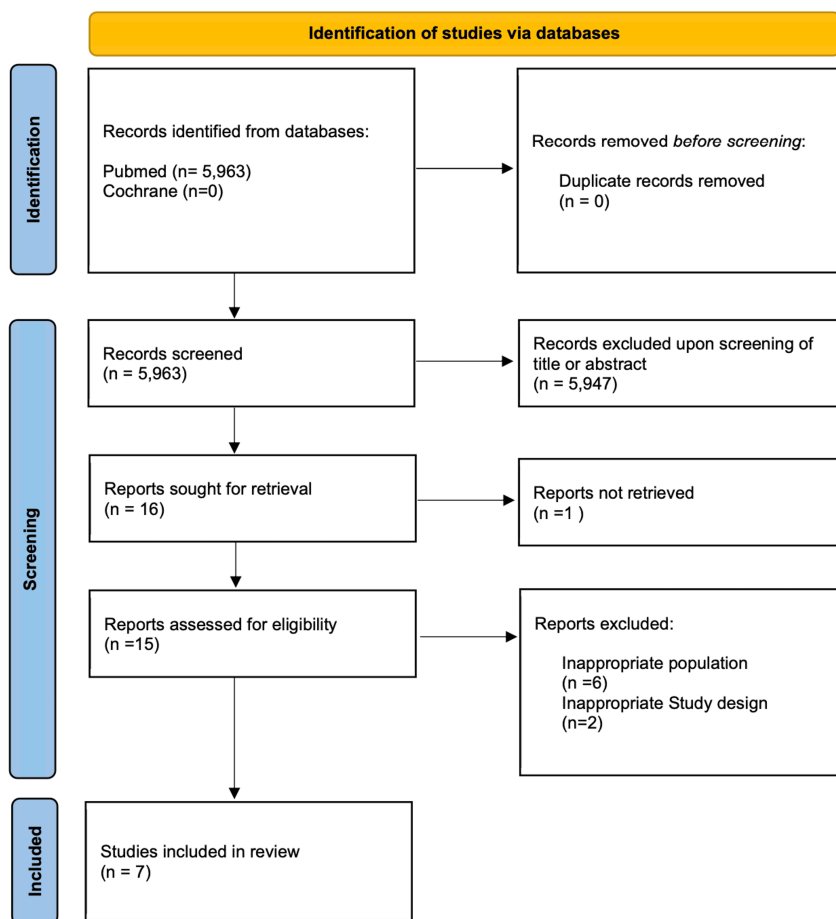 Identification of studies via databases
Identification
Records identified from databases:
Pubmed (n= 5,963)
Cochrane (n=0)
Records removed before screening:
Duplicate records removed
(n = 0)
Screening
Records screened
(n = 5,963)
Records excluded upon screening of
title or abstract
(n = 5,947)
Reports sought for retrieval
(n = 16)
Reports not retrieved
(n =1 )
Reports assessed for eligibility
(n =15)
Reports excluded:
Inappropriate population
(n =6)
Inappropriate Study design
(n=2)
Included
Studies included in review
(n = 7)